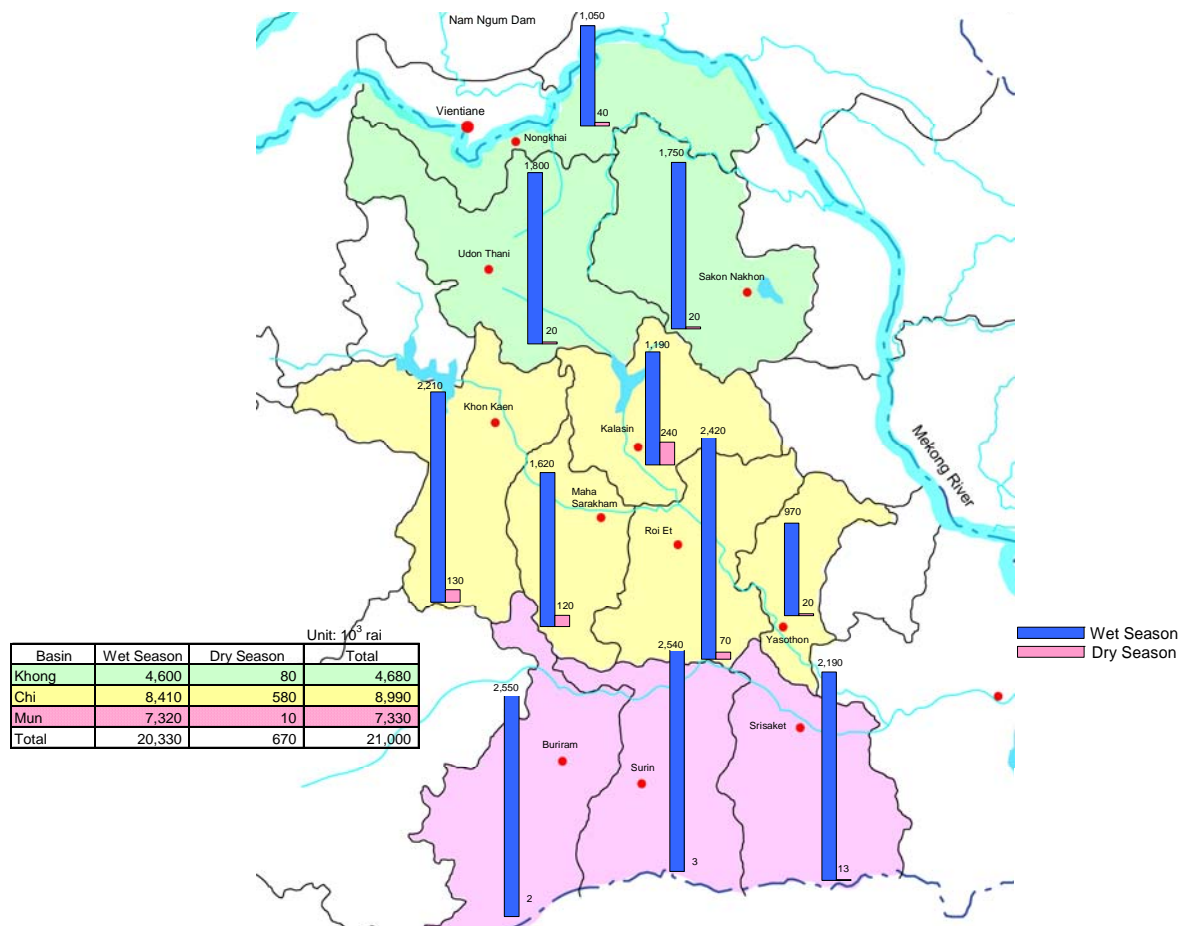 Nam Ngum Dam
1,050
40
Vientiane
Nongkhai
1,800
1,750
Udon Thani
Sakon Nakhon
20
20
1,190
2,210
Khon Kaen
Kalasin
240
2,420
Mekong River
1,620
Maha
Sarakham
Roi Et
970
130
120
20
Yasothon
70
Wet Season
Dry Season
Unit: 10³ rai
Basin Wet Season Dry Season Total
Khong 4,600 80 4,680
Chi 8,410 580 8,990
Mun 7,320 10 7,330
Total 20,330 670 21,000
2,540
2,190
2,550
Buriram
Surin
Srisaket
3
13
2